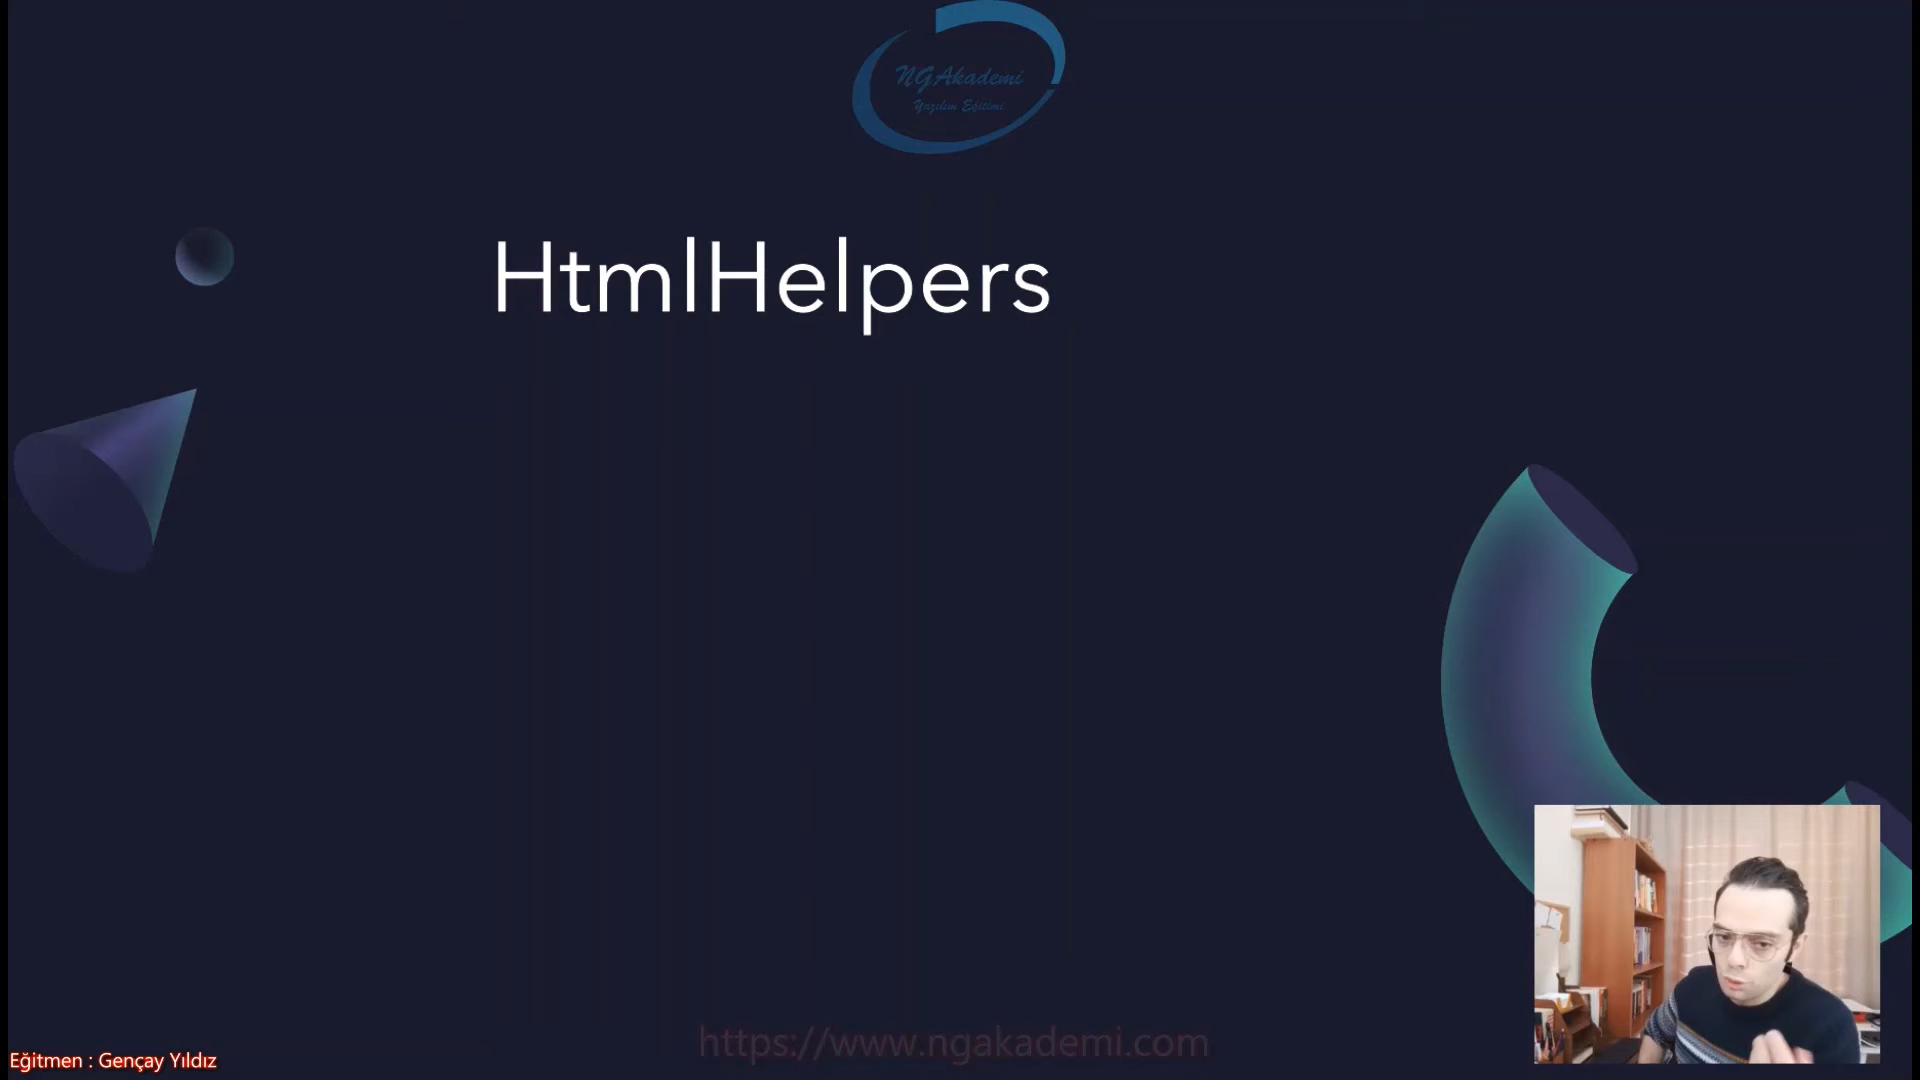 NGAkademi
Yazılım Eğitimi
HtmlHelpers
https://www.ngakademi.com
Eğitmen : Gençay Yıldız